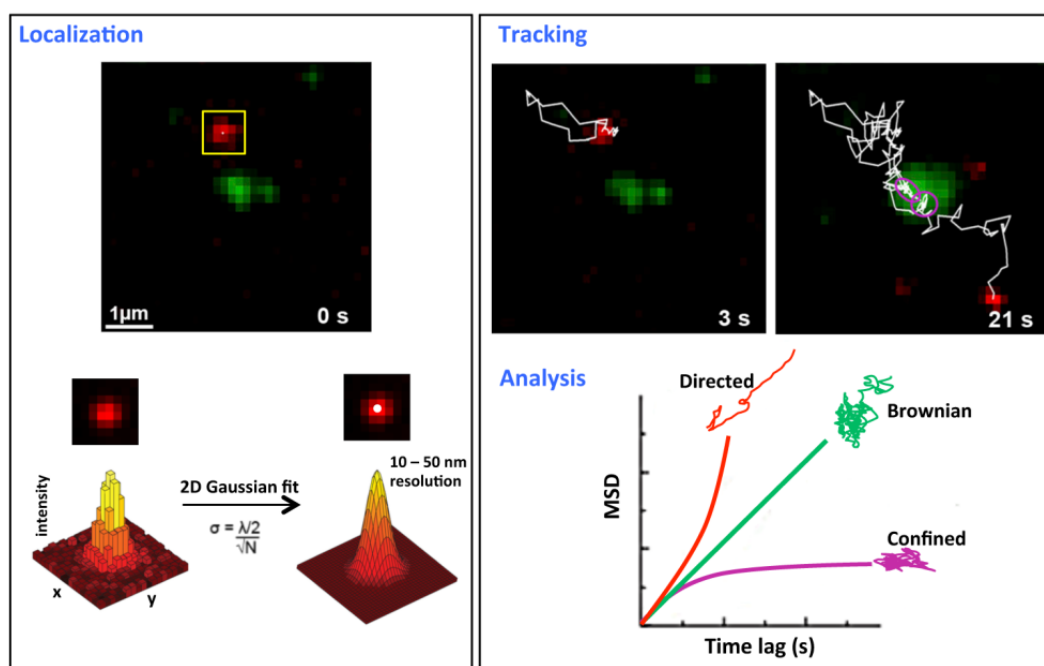 Localization
1μm
0 s
intensity
x
y
2D Gaussian fit
σ = λ/2
√N
10 – 50 nm
resolution
Tracking
3 s
21 s
Analysis
Directed
Brownian
Confined
MSD
Time lag (s)